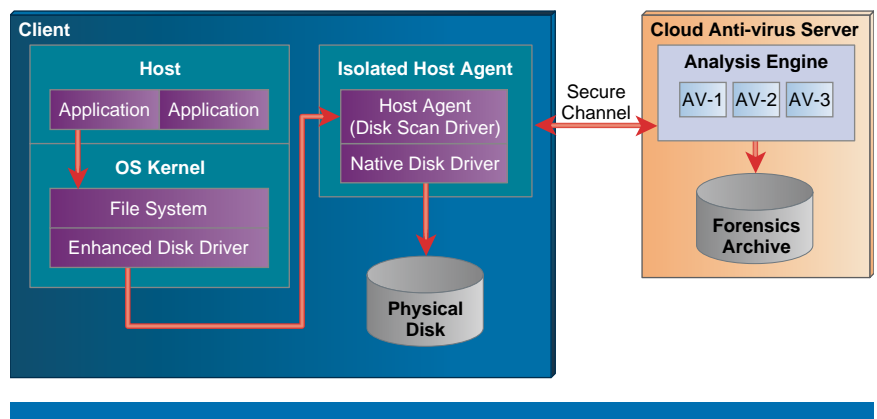 Client
Host
Application Application
OS Kernel
File System
Enhanced Disk Driver
Isolated Host Agent
Host Agent
(Disk Scan Driver)
Native Disk Driver
Physical
Disk
Secure
Channel
Cloud Anti-virus Server
Analysis Engine
AV-1 AV-2 AV-3
Forensics
Archive